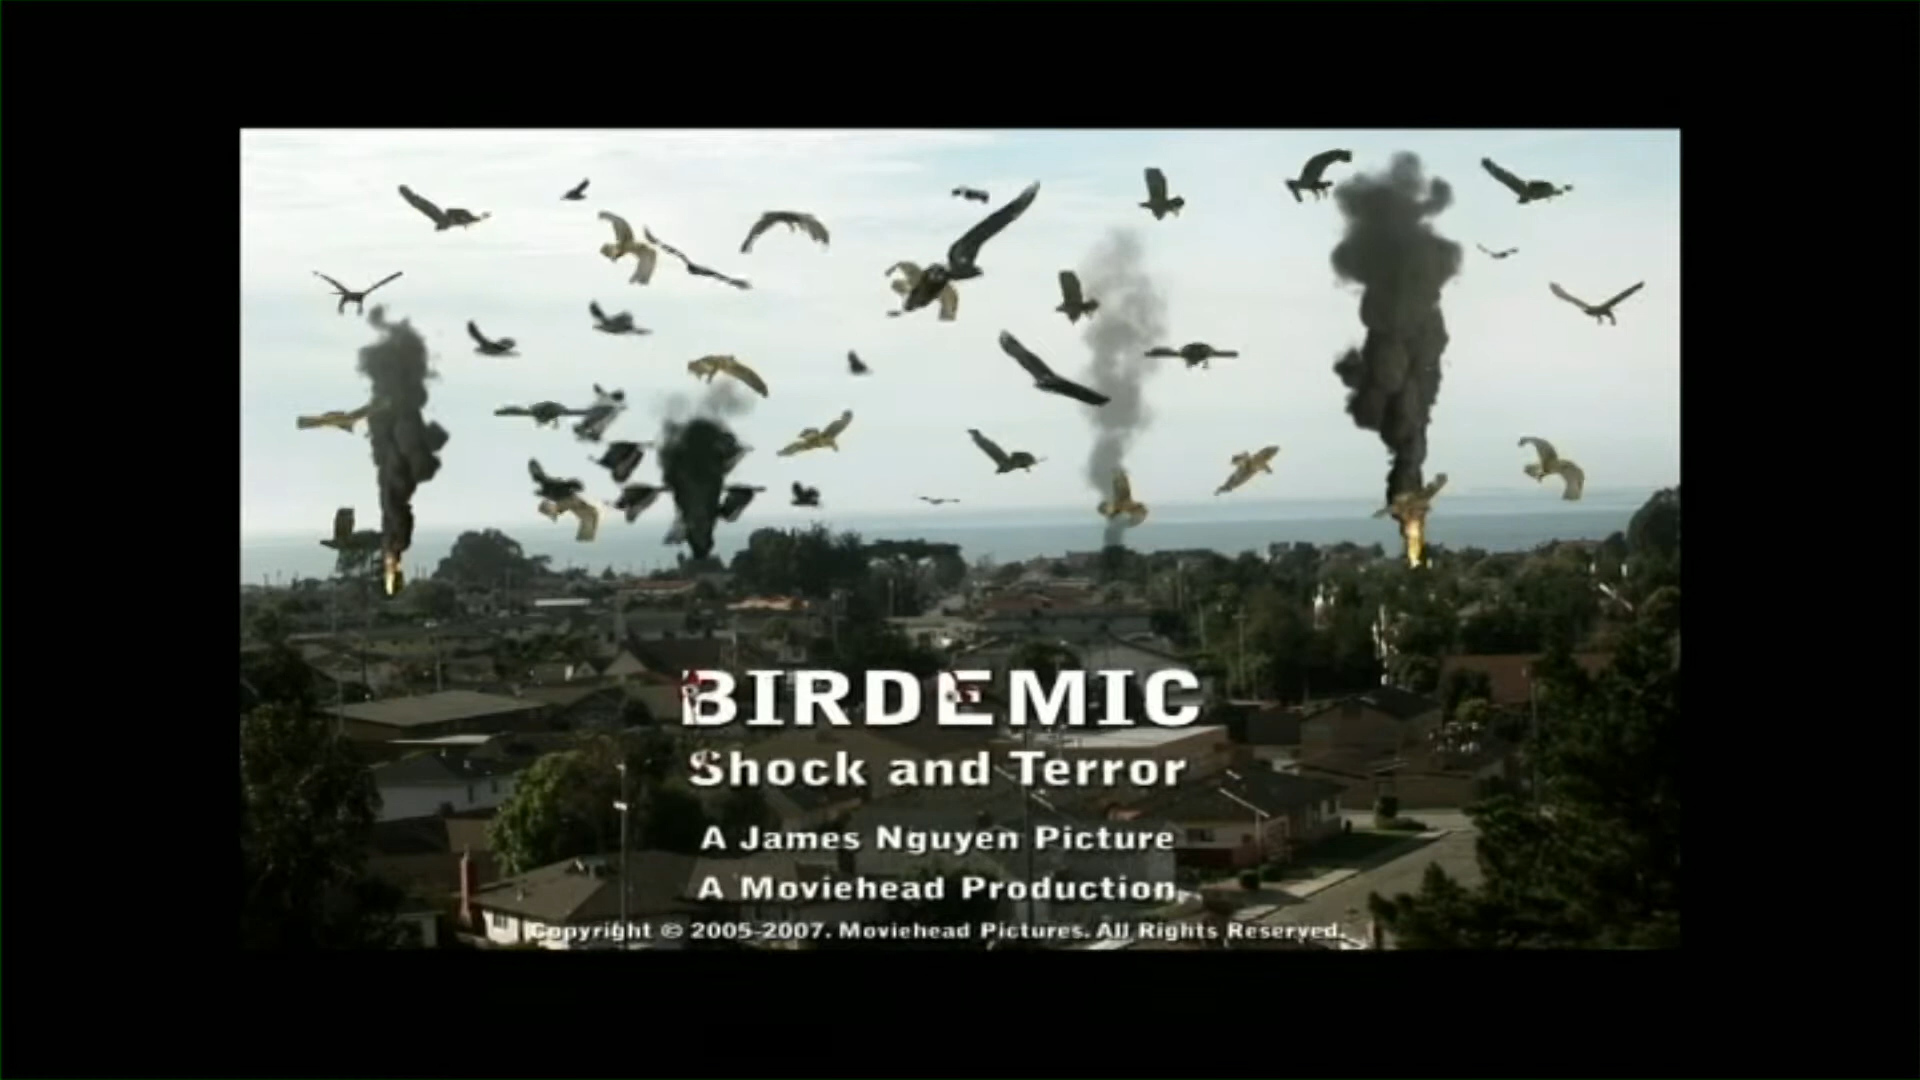 BIRDEMIC
Shock and Terror
A James Nguyen Picture
A Moviehead Production
Copyright © 2005-2007. Moviehead Pictures. All Rights Reserved.